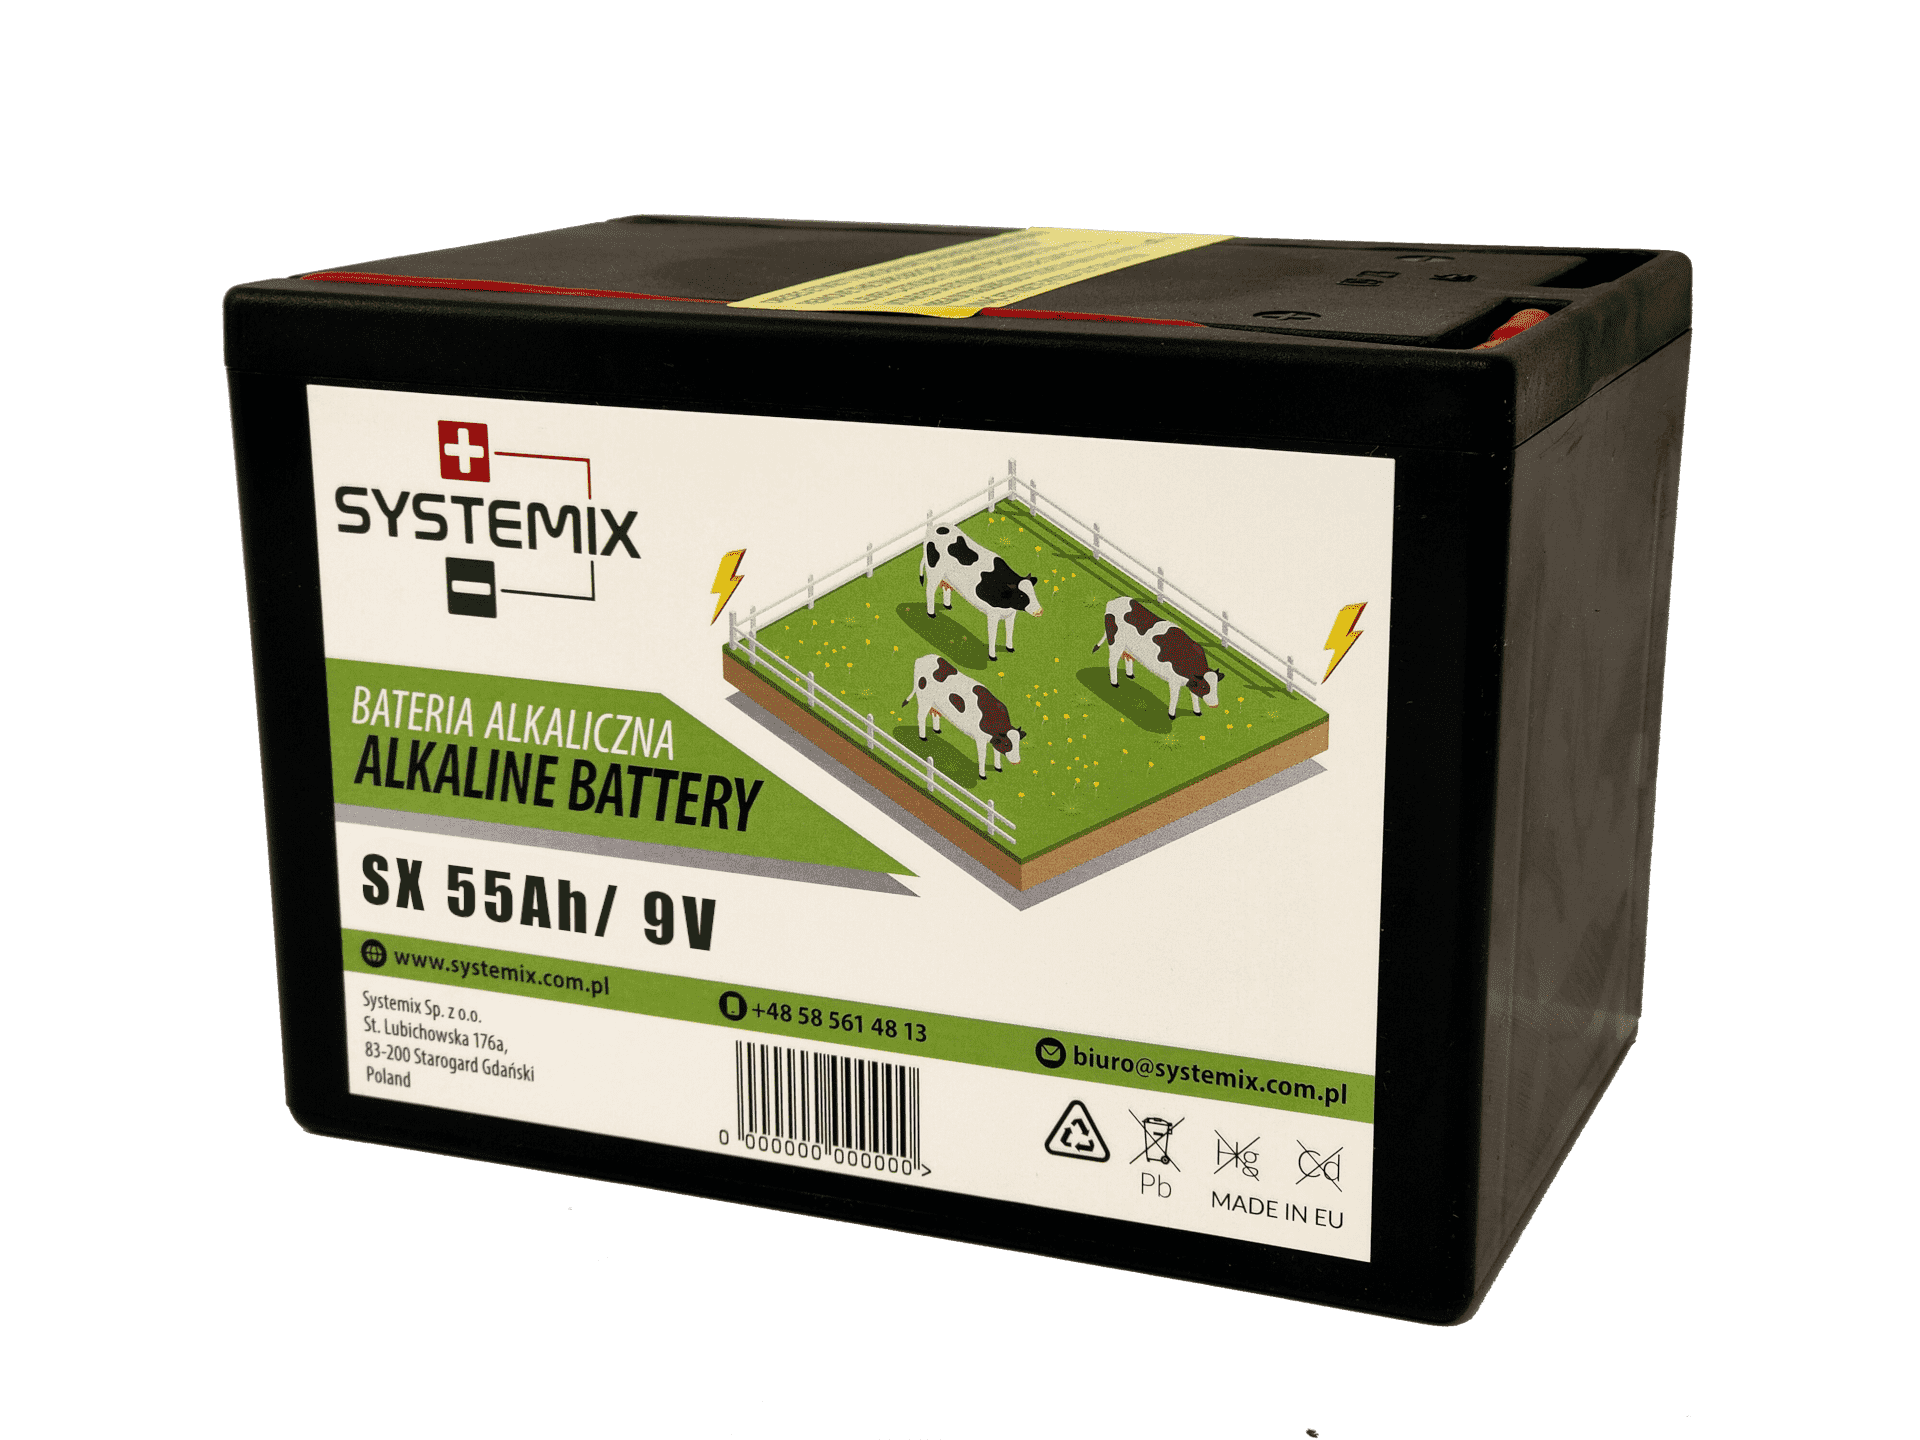 SYSTEMIX
BATERIA ALKALICZNA
ALKALINE BATTERY
SX 55Ah/ 9V
www.systemix.com.pl
+48 58 561 48 13
biuro@systemix.com.pl
Systemix Sp. z o.o.
St. Lubichowska 176a,
83-200 Starogard Gdański
Poland
0 000000 000000 >
Pb
Hg
Cd
MADE IN EU